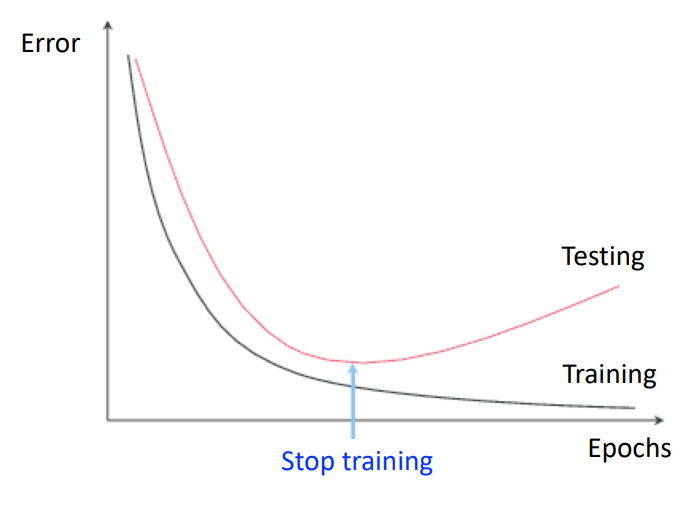 Error
Testing
Training
Epochs
Stop training